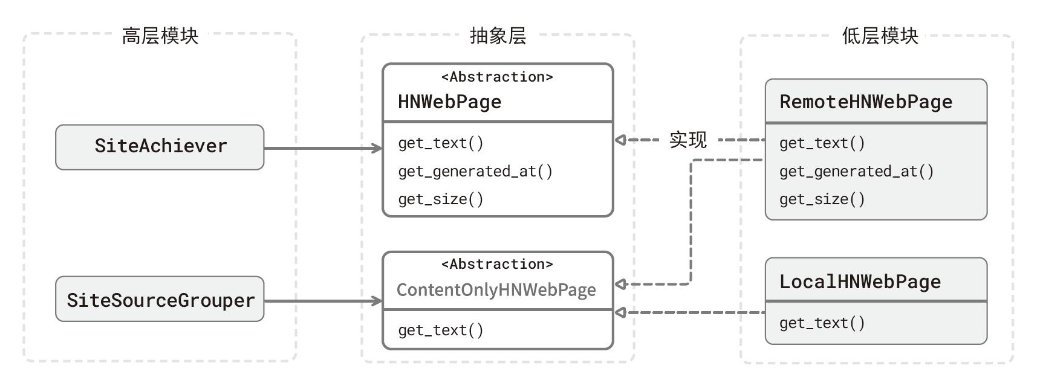 高层模块
抽象层
低层模块
SiteAchiever
SiteSourceGrouper
<Abstraction>
HNWebPage
get_text()
get_generated_at()
get_size()
<Abstraction>
ContentOnlyHNWebPage
get_text()
实现
RemoteHNWebPage
get_text()
get_generated_at()
get_size()
LocalHNWebPage
get_text()